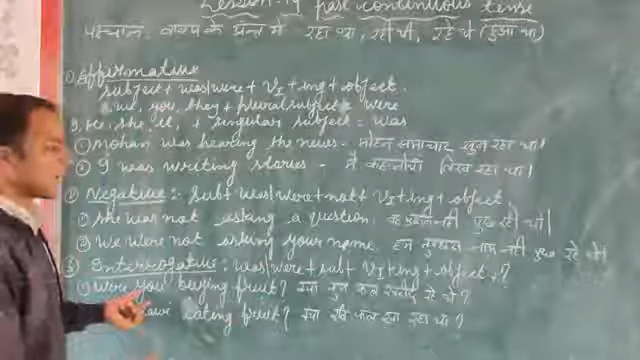 Lesson-19 past continuous tense
पहचान- वाक्य के अन्त में रहा था, रही थी, रहे थे (हुआ था)
① Affirmative
subject + was/were + V1 + ing + object.
we, you, they + plural subject = were
He, she, it, + singular subject = was
① Mohan was hearing the news - मोहन समाचार सुन रहा था।
② I was writing stories - मैं कहानियाँ लिख रहा था।
② Negative:- sub + was/were + not + V1 + ing + object.
① She was not asking a question. वह प्रश्न नहीं पूछ रही थी।
② We were not asking your name. हम तुम्हारा नाम नहीं पूछ रहे थे।
③ Interrogative: was/were + sub + V1 + ing + object + ?
① Were you buying fruit? क्या तुम फल खरीद रहे थे?
Ravi eating fruit? क्या रवि फल खा रहा था?